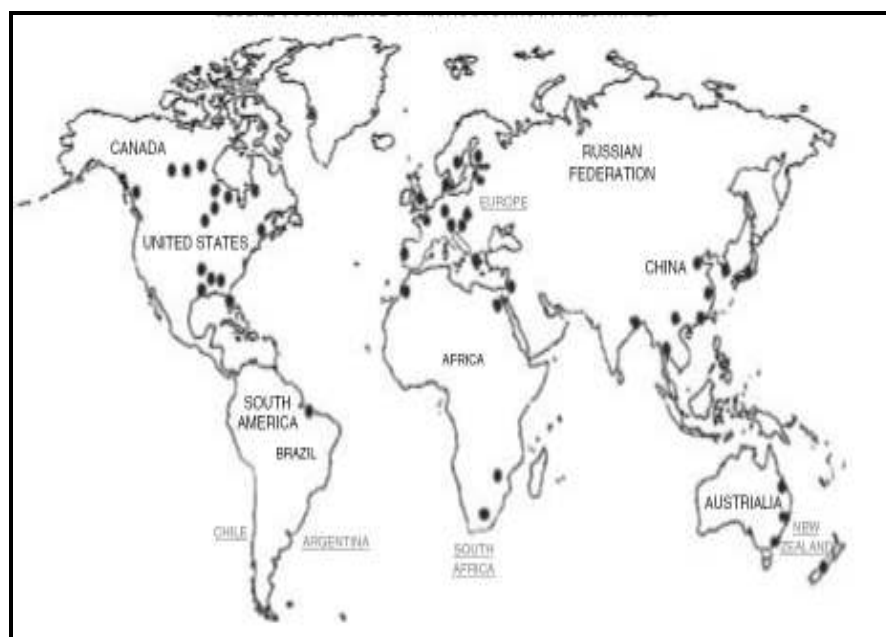 CANADA
RUSSIAN
FEDERATION
EUROPE
UNITED STATES
CHINA
AFRICA
SOUTH
AMERICA
BRAZIL
AUSTRIALIA
CHILE
ARGENTINA
SOUTH
AFRICA
NEW
ZEALAND